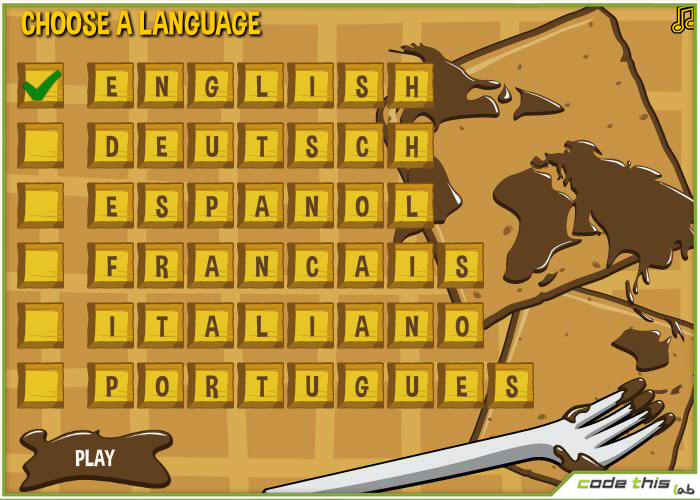 CHOOSE A LANGUAGE
ENGLISH
DEUTSCH
ESPANOL
FRANCAIS
ITALIANO
PORTUGUES
PLAY
code this lab